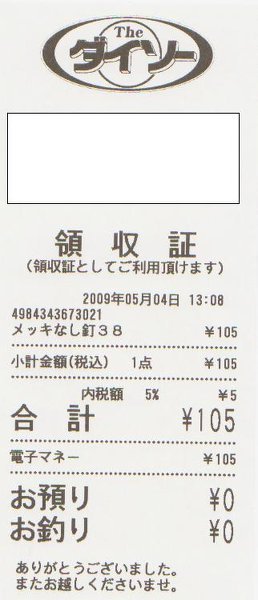 The
ダイソー
領収証
(領収証としてご利用頂けます)
2009年05月04日 13:08
4984343673021
メッキなし釘38 ¥105
小計金額(税込) 1点 ¥105
内税額 5% ¥5
合計 ¥105
電子マネー ¥105
お預り ¥0
お釣り ¥0
ありがとうございました。
またお越しくださいませ。